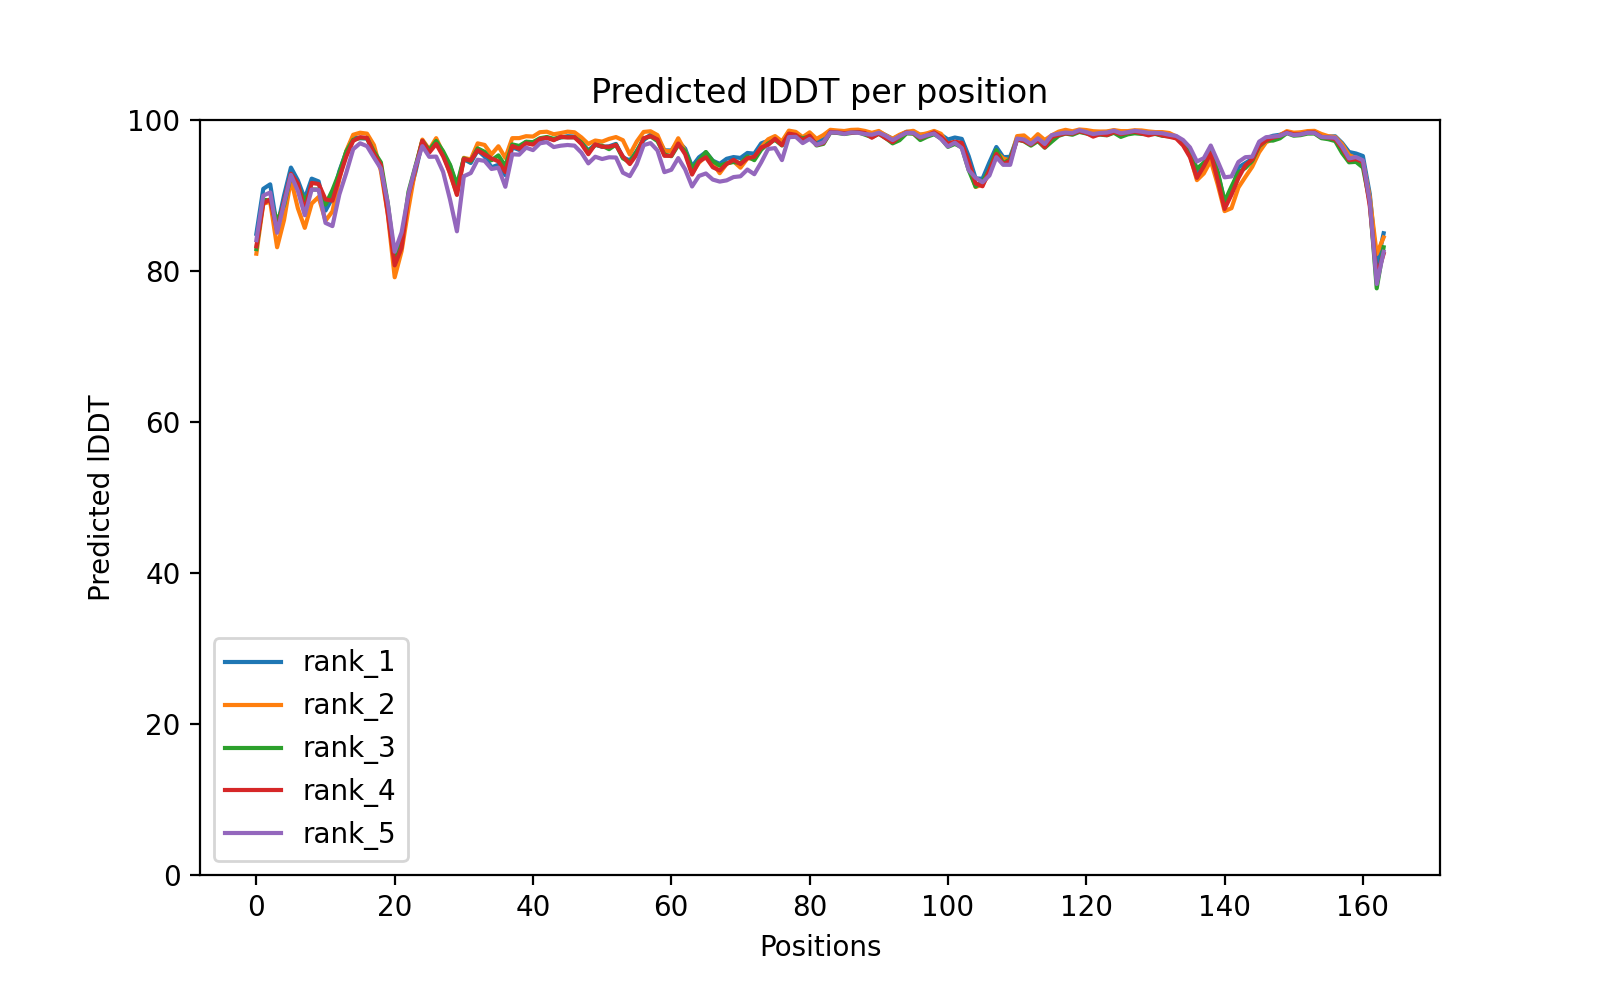 Predicted lDDT per position
100
80
60
40
20
0
Predicted lDDT
rank_1
rank_2
rank_3
rank_4
rank_5
0 20 40 60 80 100 120 140 160
Positions